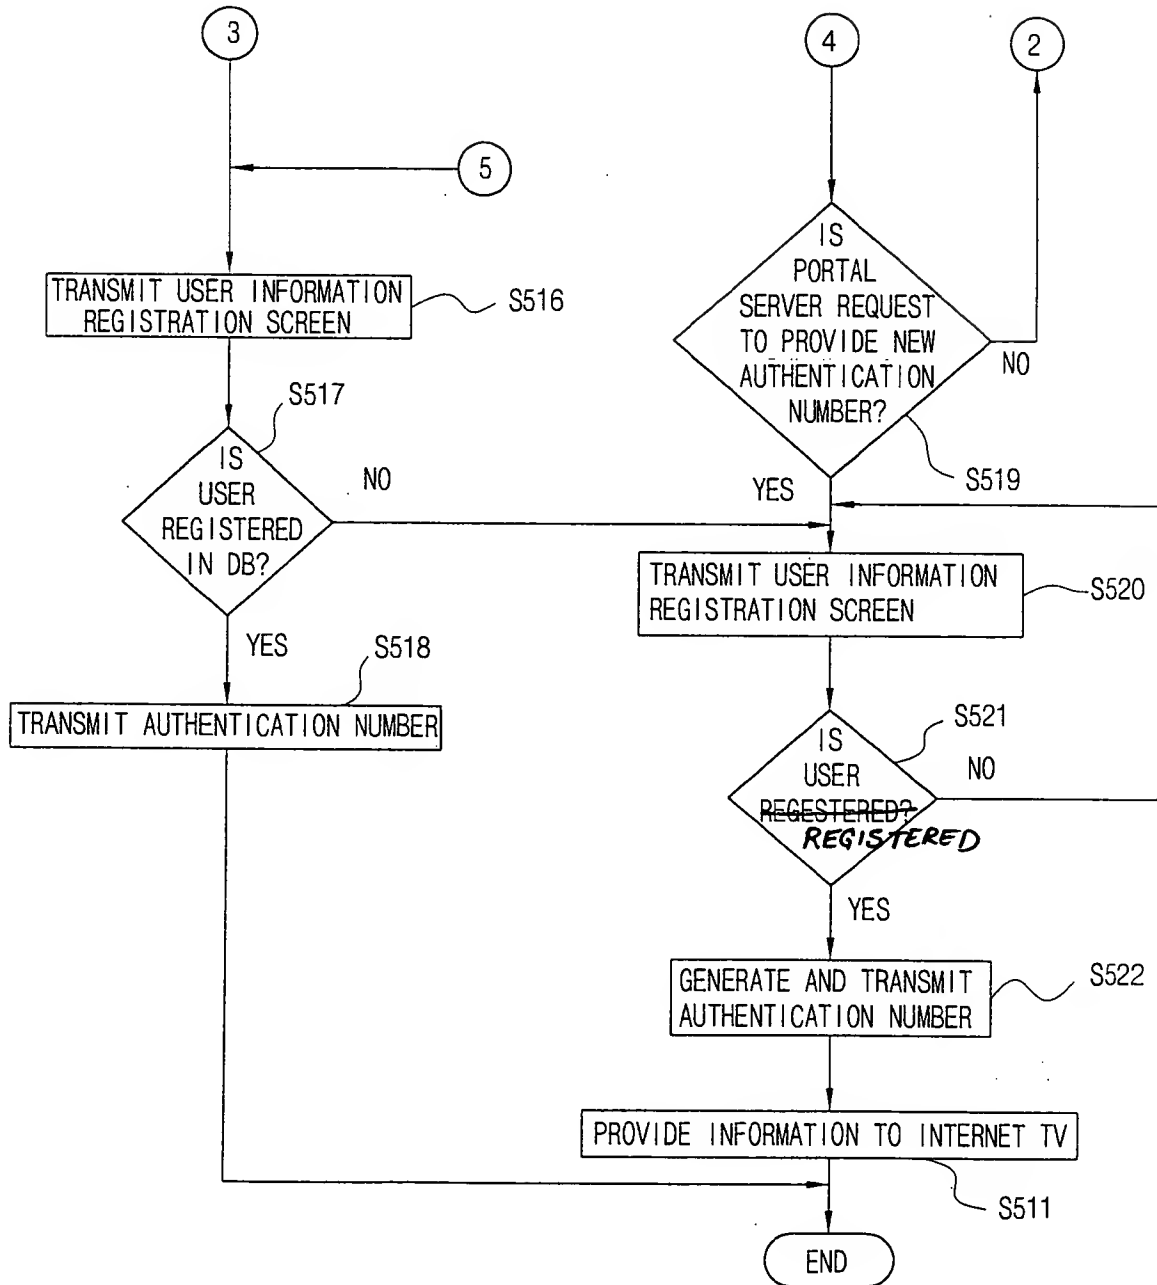 3
4
2
5
IS
PORTAL
SERVER REQUEST
TO PROVIDE NEW
AUTHENTICATION
NUMBER?
NO
S519
YES
TRANSMIT USER INFORMATION
REGISTRATION SCREEN
S516
S517
IS
USER
REGISTERED
IN DB?
NO
YES
S518
TRANSMIT AUTHENTICATION NUMBER
TRANSMIT USER INFORMATION
REGISTRATION SCREEN
S520
S521
IS
USER
REGESTERED?
REGISTERED
NO
YES
GENERATE AND TRANSMIT
AUTHENTICATION NUMBER
S522
PROVIDE INFORMATION TO INTERNET TV
S511
END